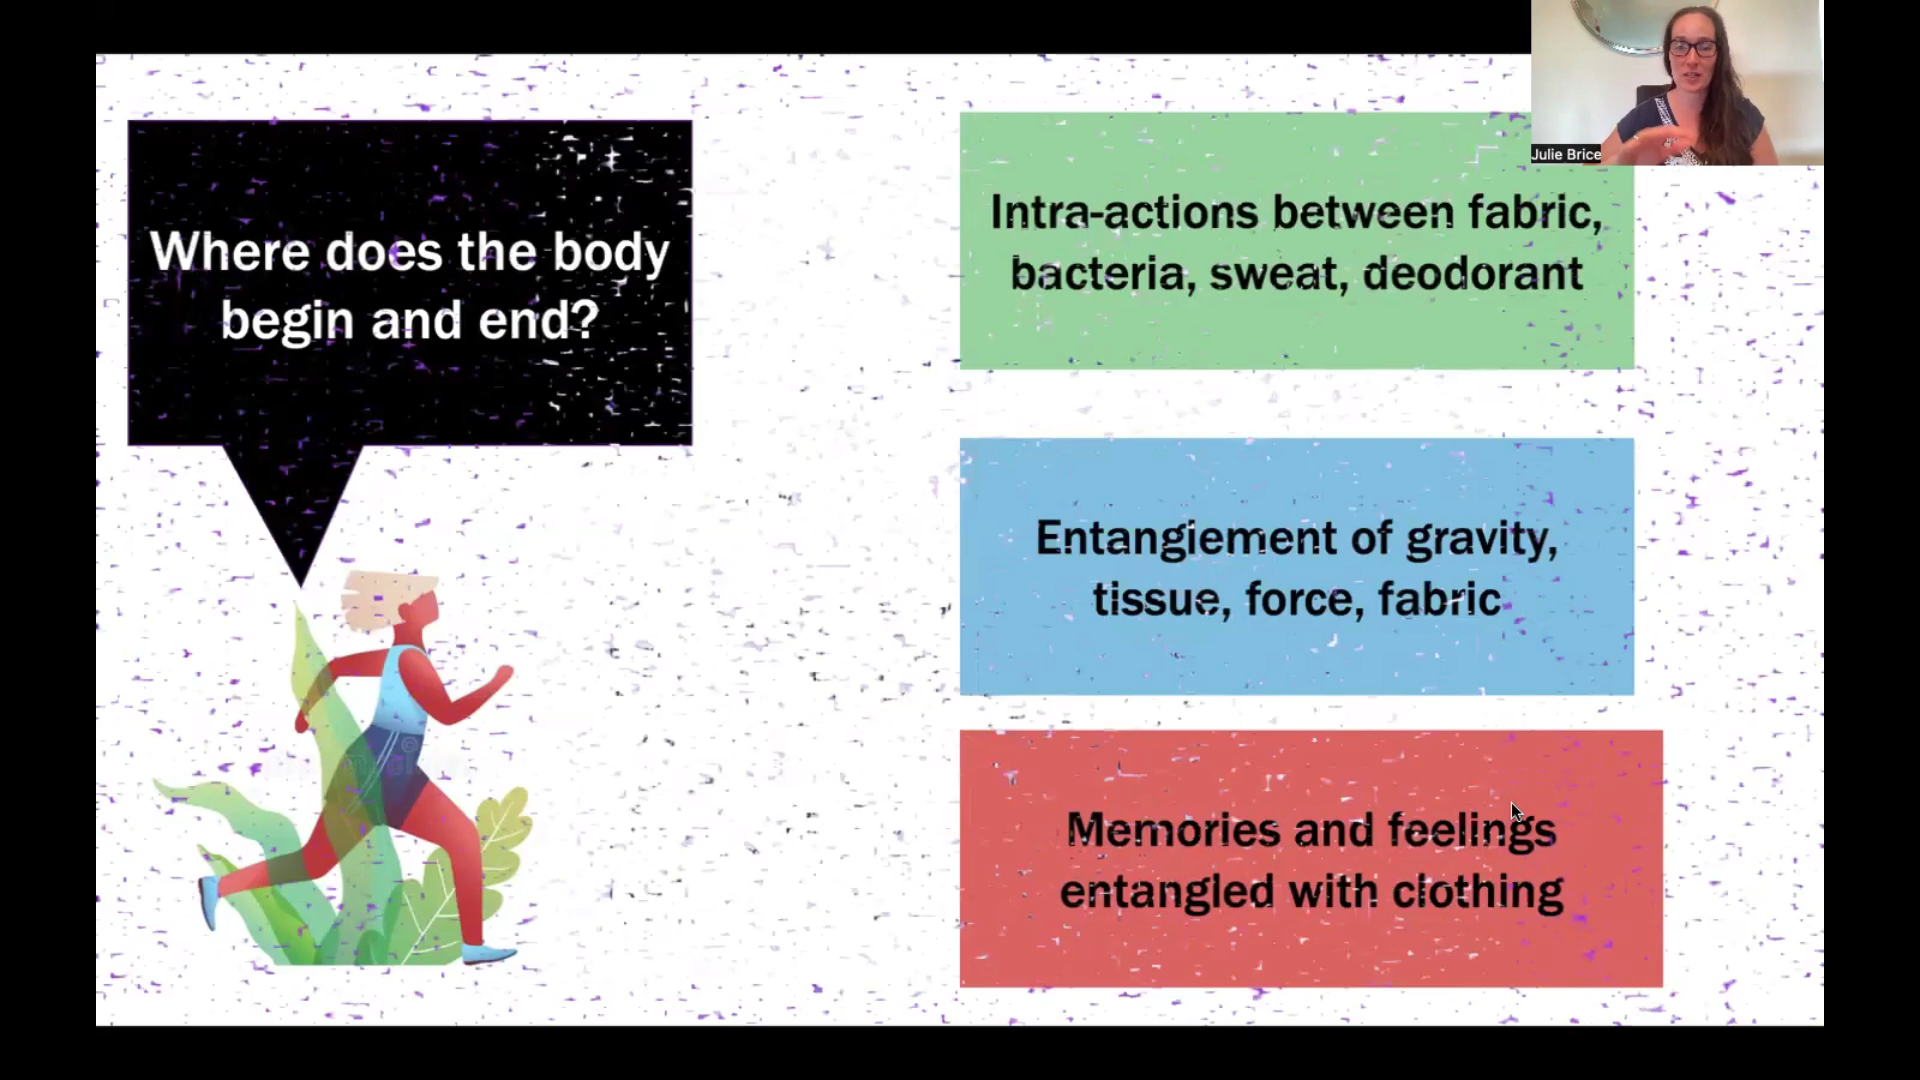 Where does the body
begin and end?
Intra-actions between fabric,
bacteria, sweat, deodorant
Entanglement of gravity,
tissue, force, fabric
Memories and feelings
entangled with clothing
Julie Brice